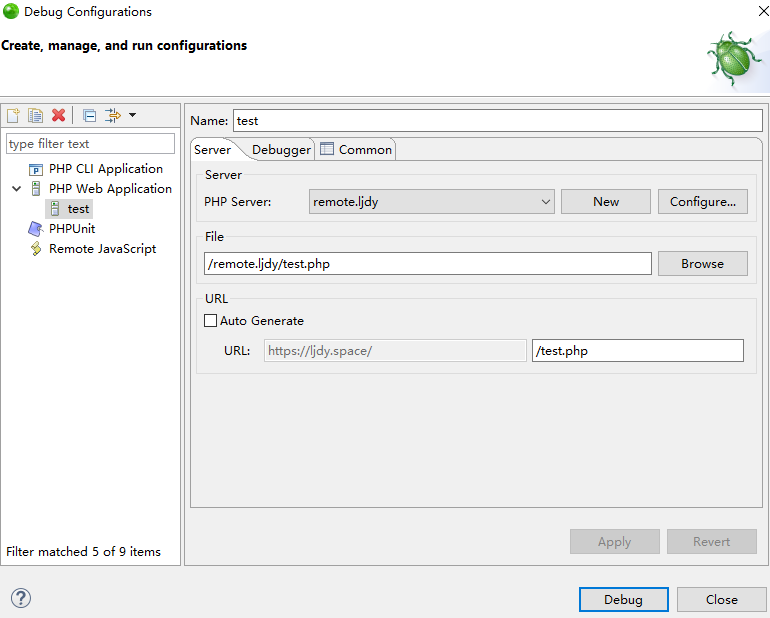 Debug Configurations
Create, manage, and run configurations
type filter text
PHP CLI Application
PHP Web Application
test
PHPUnit
Remote JavaScript
Filter matched 5 of 9 items
Name: test
Server Debugger Common
Server
PHP Server: remote.ljdy New Configure...
File
/remote.ljdy/test.php Browse
URL
Auto Generate
URL: https://ljdy.space/ /test.php
Apply Revert
Debug Close